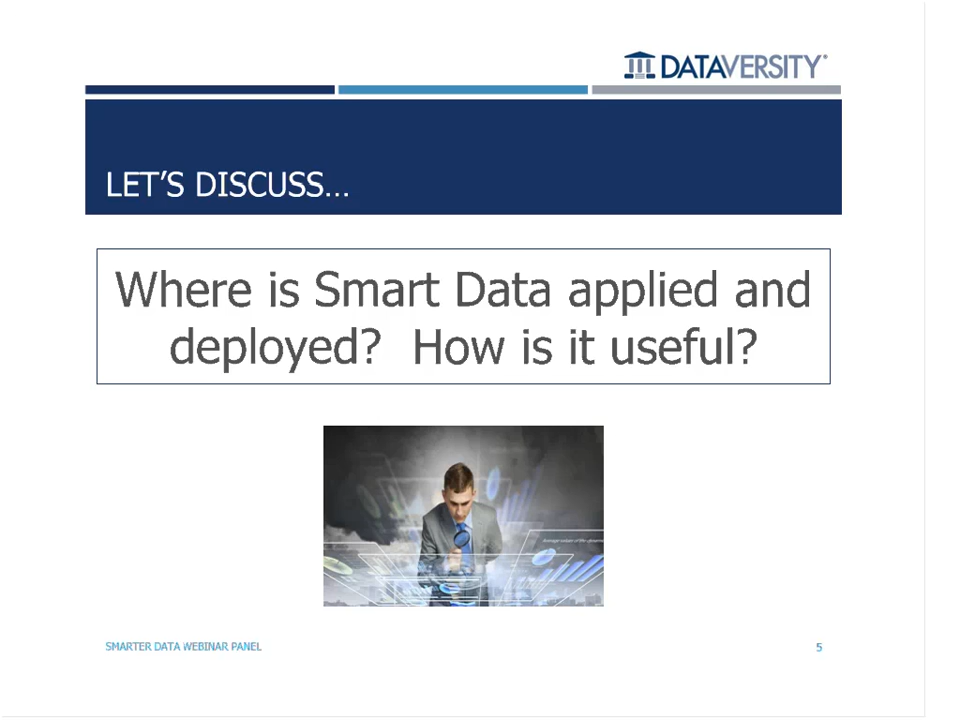 DATAVERSITY
LET'S DISCUSS…
Where is Smart Data applied and
deployed?  How is it useful?
SMARTER DATA WEBINAR PANEL
5